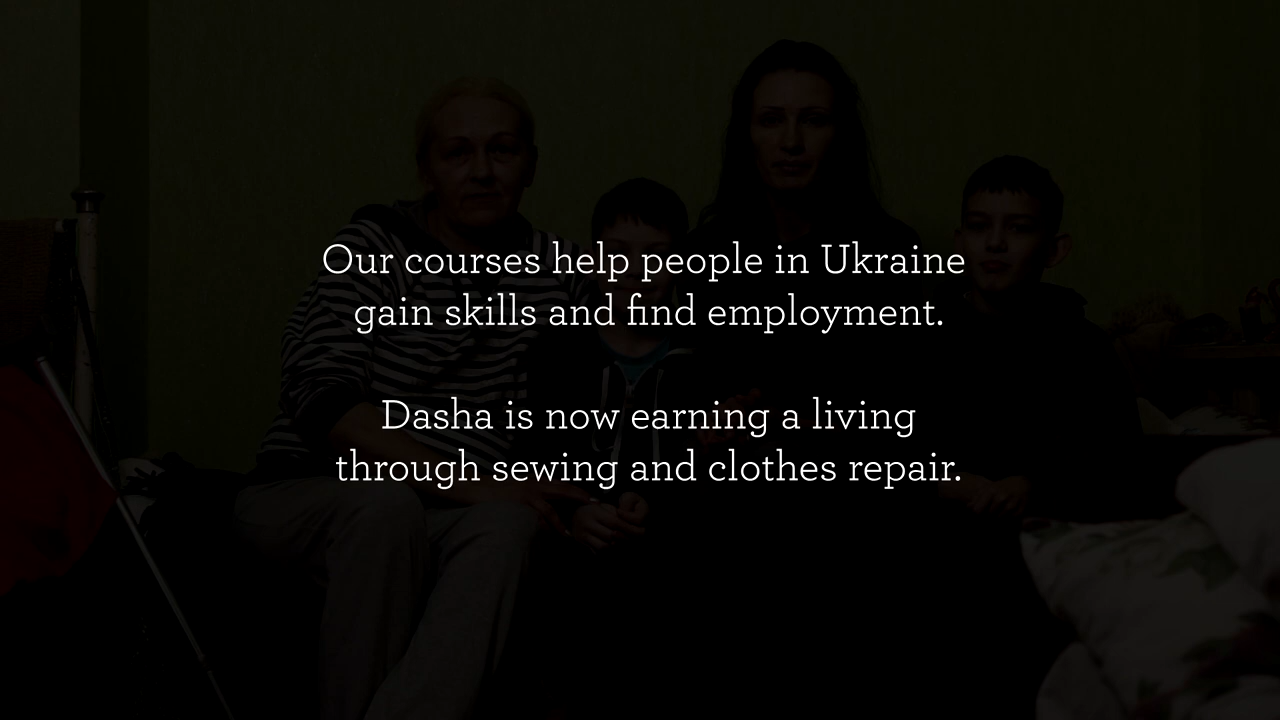 Our courses help people in Ukraine
gain skills and find employment.
Dasha is now earning a living
through sewing and clothes repair.